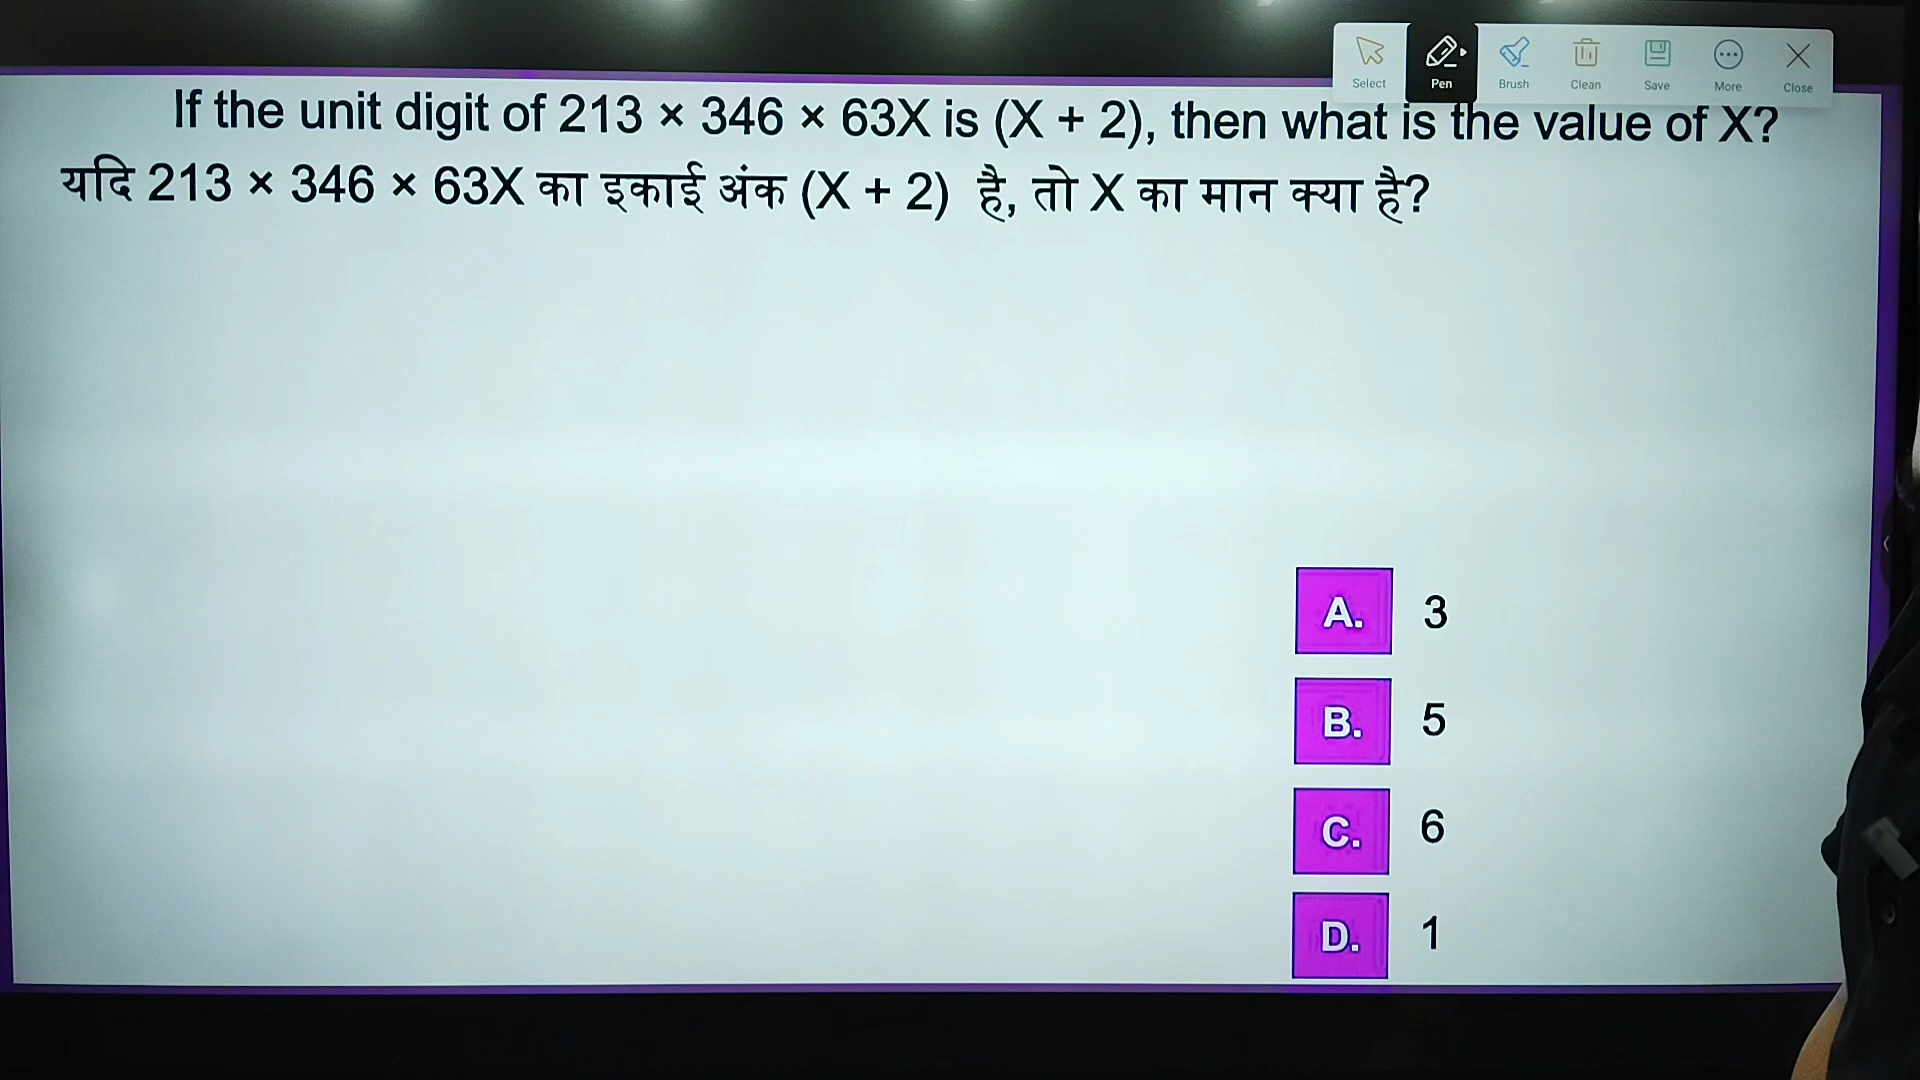 Select Pen Brush Clean Save More Close
If the unit digit of 213 × 346 × 63X is (X + 2), then what is the value of X?
यदि 213 × 346 × 63X का इकाई अंक (X + 2) है, तो X का मान क्या है?
A. 3
B. 5
C. 6
D. 1